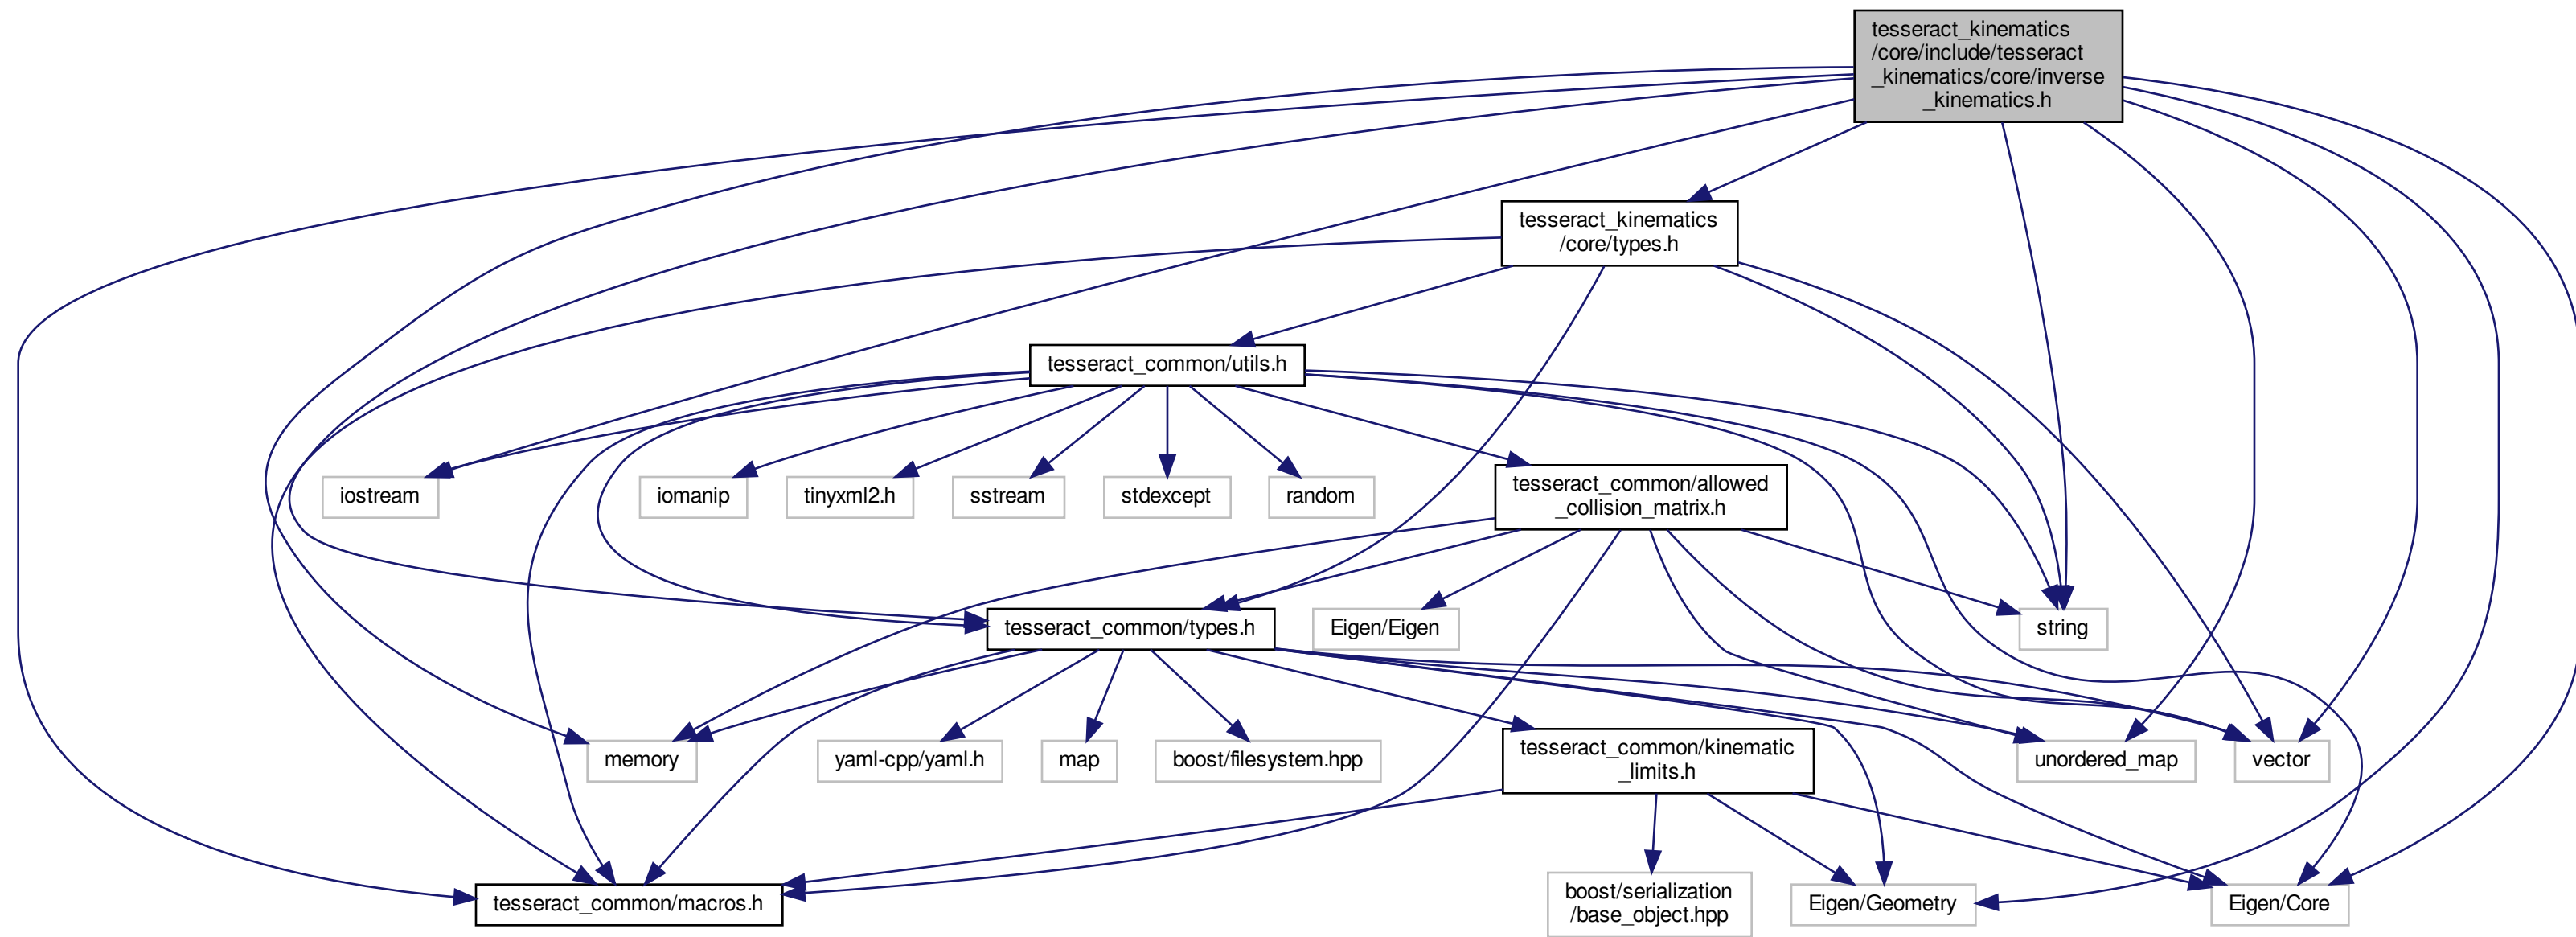 tesseract_kinematics
/core/include/tesseract
_kinematics/core/inverse
_kinematics.h
tesseract_kinematics
/core/types.h
tesseract_common/utils.h
iostream
iomanip
tinyxml2.h
sstream
stdexcept
random
tesseract_common/allowed
_collision_matrix.h
tesseract_common/types.h
Eigen/Eigen
string
memory
yaml-cpp/yaml.h
map
boost/filesystem.hpp
tesseract_common/kinematic
_limits.h
unordered_map
vector
tesseract_common/macros.h
boost/serialization
/base_object.hpp
Eigen/Geometry
Eigen/Core